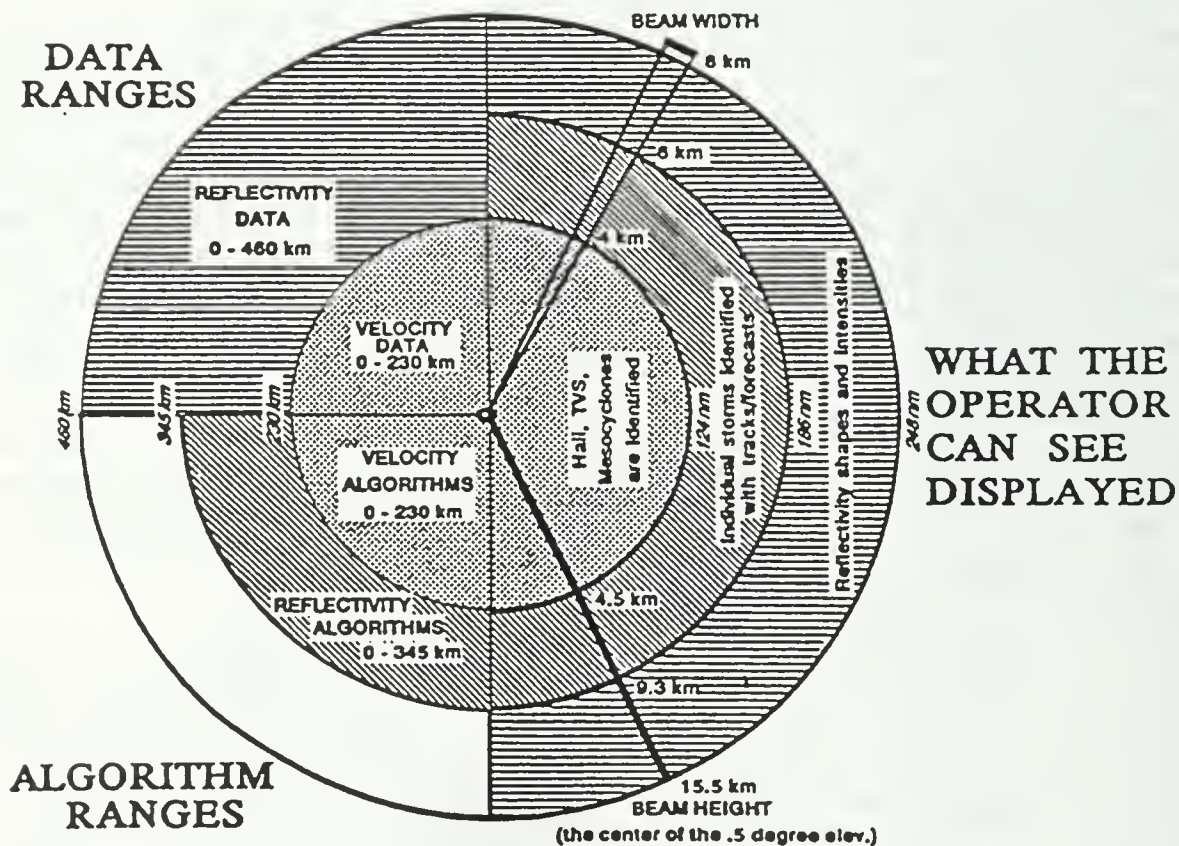 DATA
RANGES
BEAM WIDTH
8 km
6 km
4 km
REFLECTIVITY
DATA
0 - 460 km
VELOCITY
DATA
0 - 230 km
460 km
345 km
230 km
VELOCITY
ALGORITHMS
0 - 230 km
Hail, TVS,
Mesocyclones
are Identified
124 nm
Individual storms identified
with tracks/forecasts
186 nm
Reflectivity shapes and intensities
248 nm
WHAT THE
OPERATOR
CAN SEE
DISPLAYED
REFLECTIVITY
ALGORITHMS
0 - 345 km
4.5 km
9.3 km
15.5 km
BEAM HEIGHT
(the center of the .5 degree elev.)
ALGORITHM
RANGES